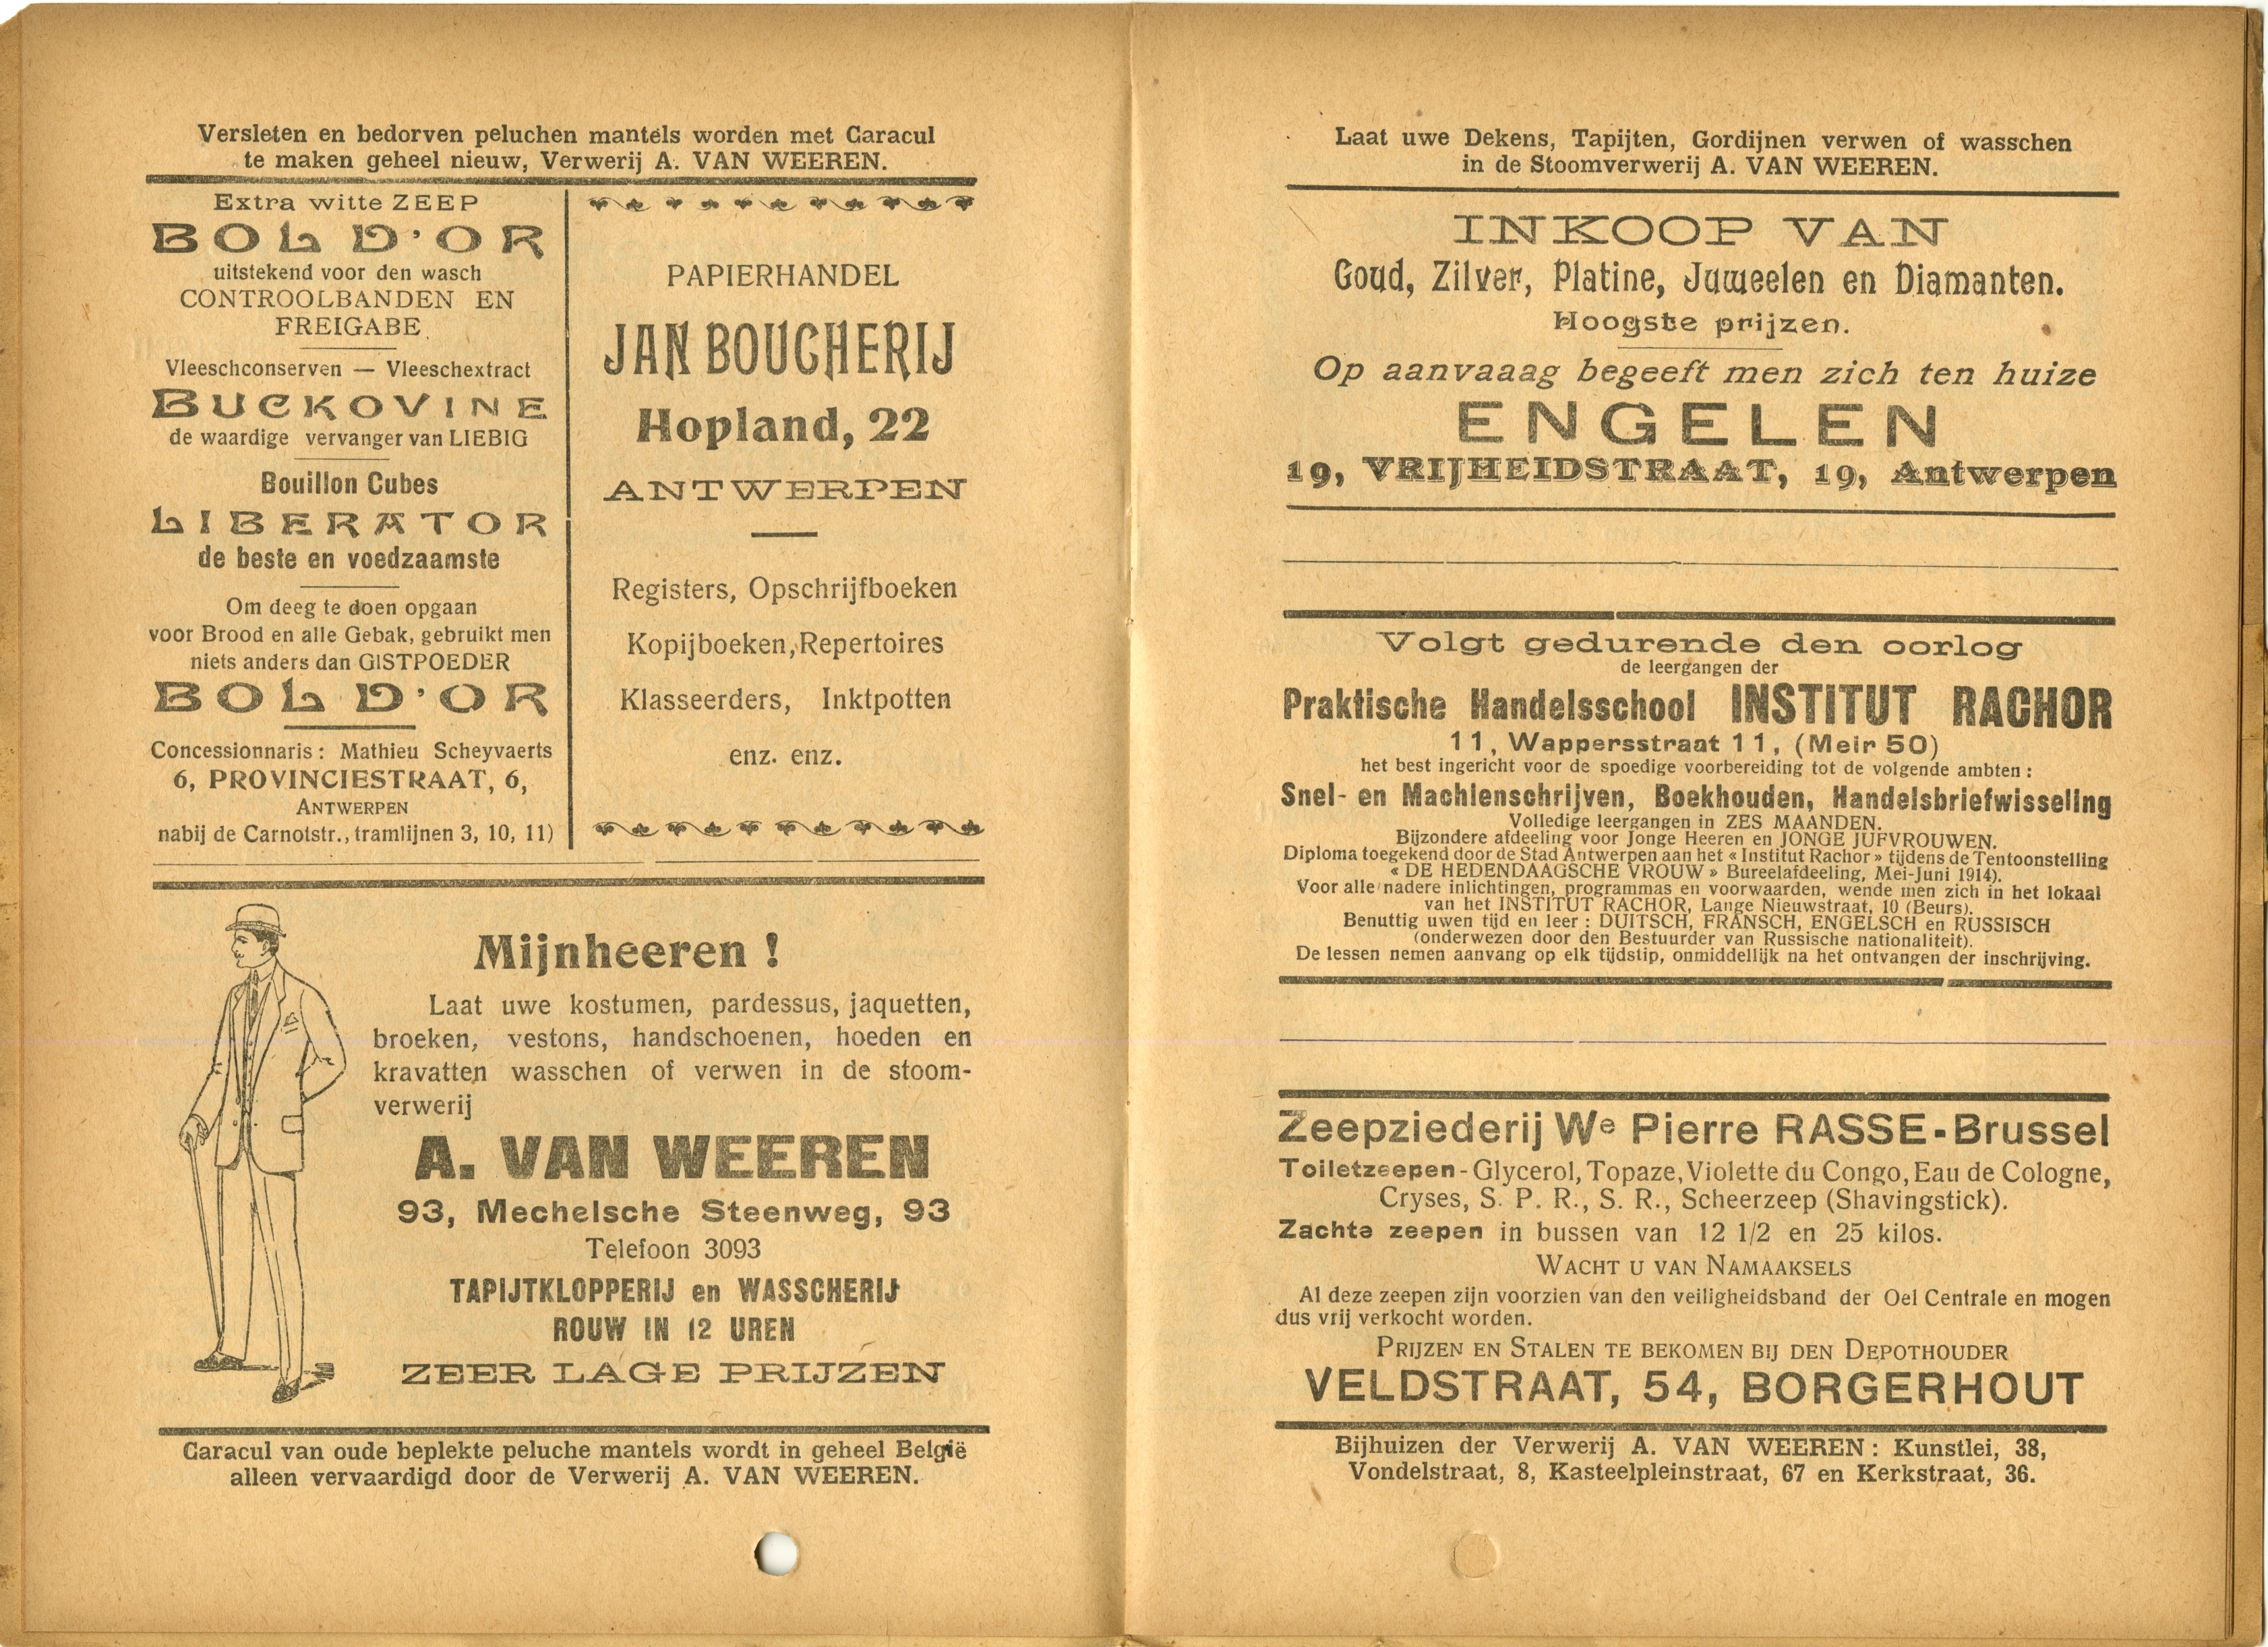 Versleten en bedorven peluchen mantels worden met Caracul
te maken geheel nieuw, Verwerij A. VAN WEEREN.
Extra witte ZEEP
BOL D'OR
uitstekend voor den wasch
CONTROOLBANDEN EN
FREIGABE
Vleeschconserven — Vleeschextract
BUCKOVINE
de waardige vervanger van LIEBIG
Bouillon Cubes
LIBERATOR
de beste en voedzaamste
Om deeg te doen opgaan
voor Brood en alle Gebak, gebruikt men
niets anders dan GISTPOEDER
BOL D'OR
Concessionnaris : Mathieu Scheyvaerts
6, PROVINCIESTRAAT, 6,
ANTWERPEN
nabij de Carnotstr., tramlijnen 3, 10, 11)
PAPIERHANDEL
JAN BOUCHERIJ
Hopland, 22
ANTWERPEN
Registers, Opschrijfboeken
Kopijboeken, Repertoires
Klasseerders, Inktpotten
enz. enz.
Mijnheeren !
Laat uwe kostumen, pardessus, jaquetten,
broeken, vestons, handschoenen, hoeden en
kravatten wasschen of verwen in de stoom-
verwerij
A. VAN WEEREN
93, Mechelsche Steenweg, 93
Telefoon 3093
TAPIJTKLOPPERIJ en WASSCHERIJ
ROUW IN 12 UREN
ZEER LAGE PRIJZEN
Caracul van oude beplekte peluche mantels wordt in geheel België
alleen vervaardigd door de Verwerij A. VAN WEEREN.
Laat uwe Dekens, Tapijten, Gordijnen verwen of wasschen
in de Stoomverwerij A. VAN WEEREN.
INKOOP VAN
Goud, Zilver, Platine, Juweelen en Diamanten.
Hoogste prijzen.
Op aanvaaag begeeft men zich ten huize
ENGELEN
19, VRIJHEIDSTRAAT, 19, Antwerpen
Volgt gedurende den oorlog
de leergangen der
Praktische Handelsschool INSTITUT RACHOR
11, Wappersstraat 11, (Meir 50)
het best ingericht voor de spoedige voorbereiding tot de volgende ambten :
Snel- en Machienschrijven, Boekhouden, Handelsbriefwisseling
Volledige leergangen in ZES MAANDEN.
Bijzondere afdeeling voor Jonge Heeren en JONGE JUFVROUWEN.
Diploma toegekend door de Stad Antwerpen aan het « Institut Rachor » tijdens de Tentoonstelling
« DE HEDENDAAGSCHE VROUW » Bureelafdeeling, Mei-Juni 1914).
Voor alle nadere inlichtingen, programmas en voorwaarden, wende men zich in het lokaal
van het INSTITUT RACHOR, Lange Nieuwstraat, 10 (Beurs).
Benuttig uwen tijd en leer : DUITSCH, FRANSCH, ENGELSCH en RUSSISCH
(onderwezen door den Bestuurder van Russische nationaliteit).
De lessen nemen aanvang op elk tijdstip, onmiddellijk na het ontvangen der inschrijving.
Zeepziederij We Pierre RASSE - Brussel
Toiletzeepen - Glycerol, Topaze, Violette du Congo, Eau de Cologne,
Cryses, S. P. R., S. R., Scheerzeep (Shavingstick).
Zachte zeepen in bussen van 12 1/2 en 25 kilos.
WACHT U VAN NAMAAKSELS
Al deze zeepen zijn voorzien van den veiligheidsband der Oel Centrale en mogen
dus vrij verkocht worden.
PRIJZEN EN STALEN TE BEKOMEN BIJ DEN DEPOTHOUDER
VELDSTRAAT, 54, BORGERHOUT
Bijhuizen der Verwerij A. VAN WEEREN : Kunstlei, 38,
Vondelstraat, 8, Kasteelpleinstraat, 67 en Kerkstraat, 36.